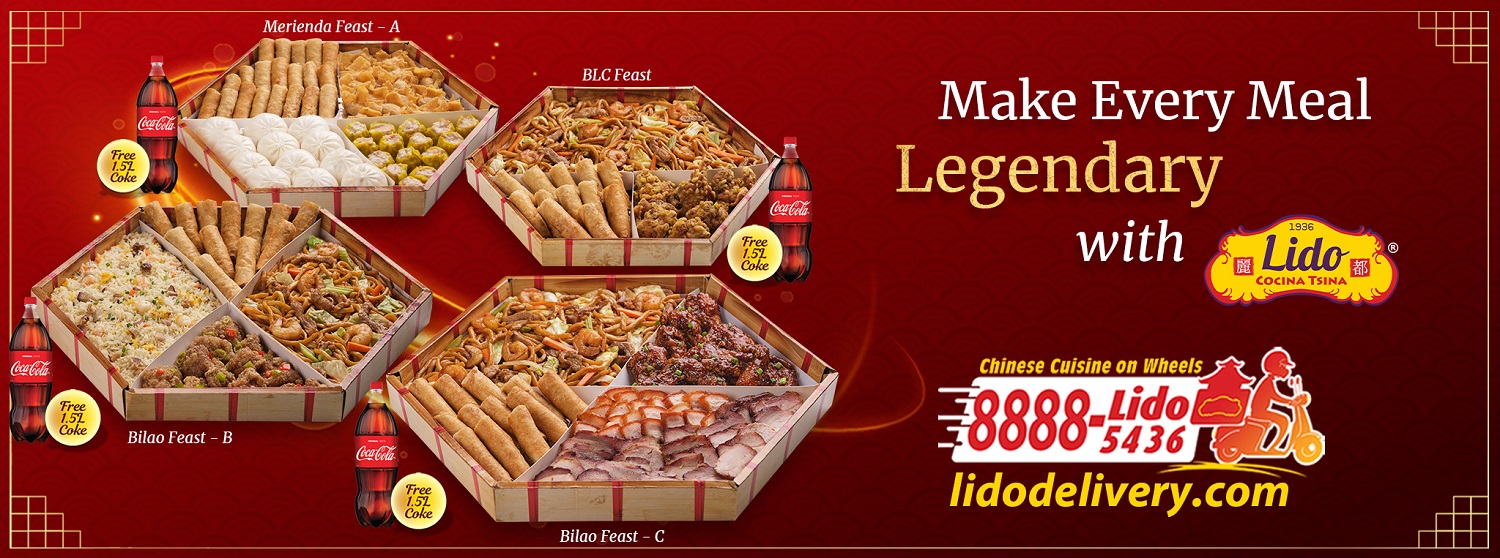 Merienda Feast - A
BLC Feast
Coca-Cola
Free
1.5L
Coke
Coca-Cola
Free
1.5L
Coke
Coca-Cola
Free
1.5L
Coke
Bilao Feast - B
Coca-Cola
Free
1.5L
Coke
Bilao Feast - C
Make Every Meal
Legendary
with
1936
麗 Lido 都 ®
COCINA TSINA
Chinese Cuisine on Wheels
8888-Lido
5436
lidodelivery.com